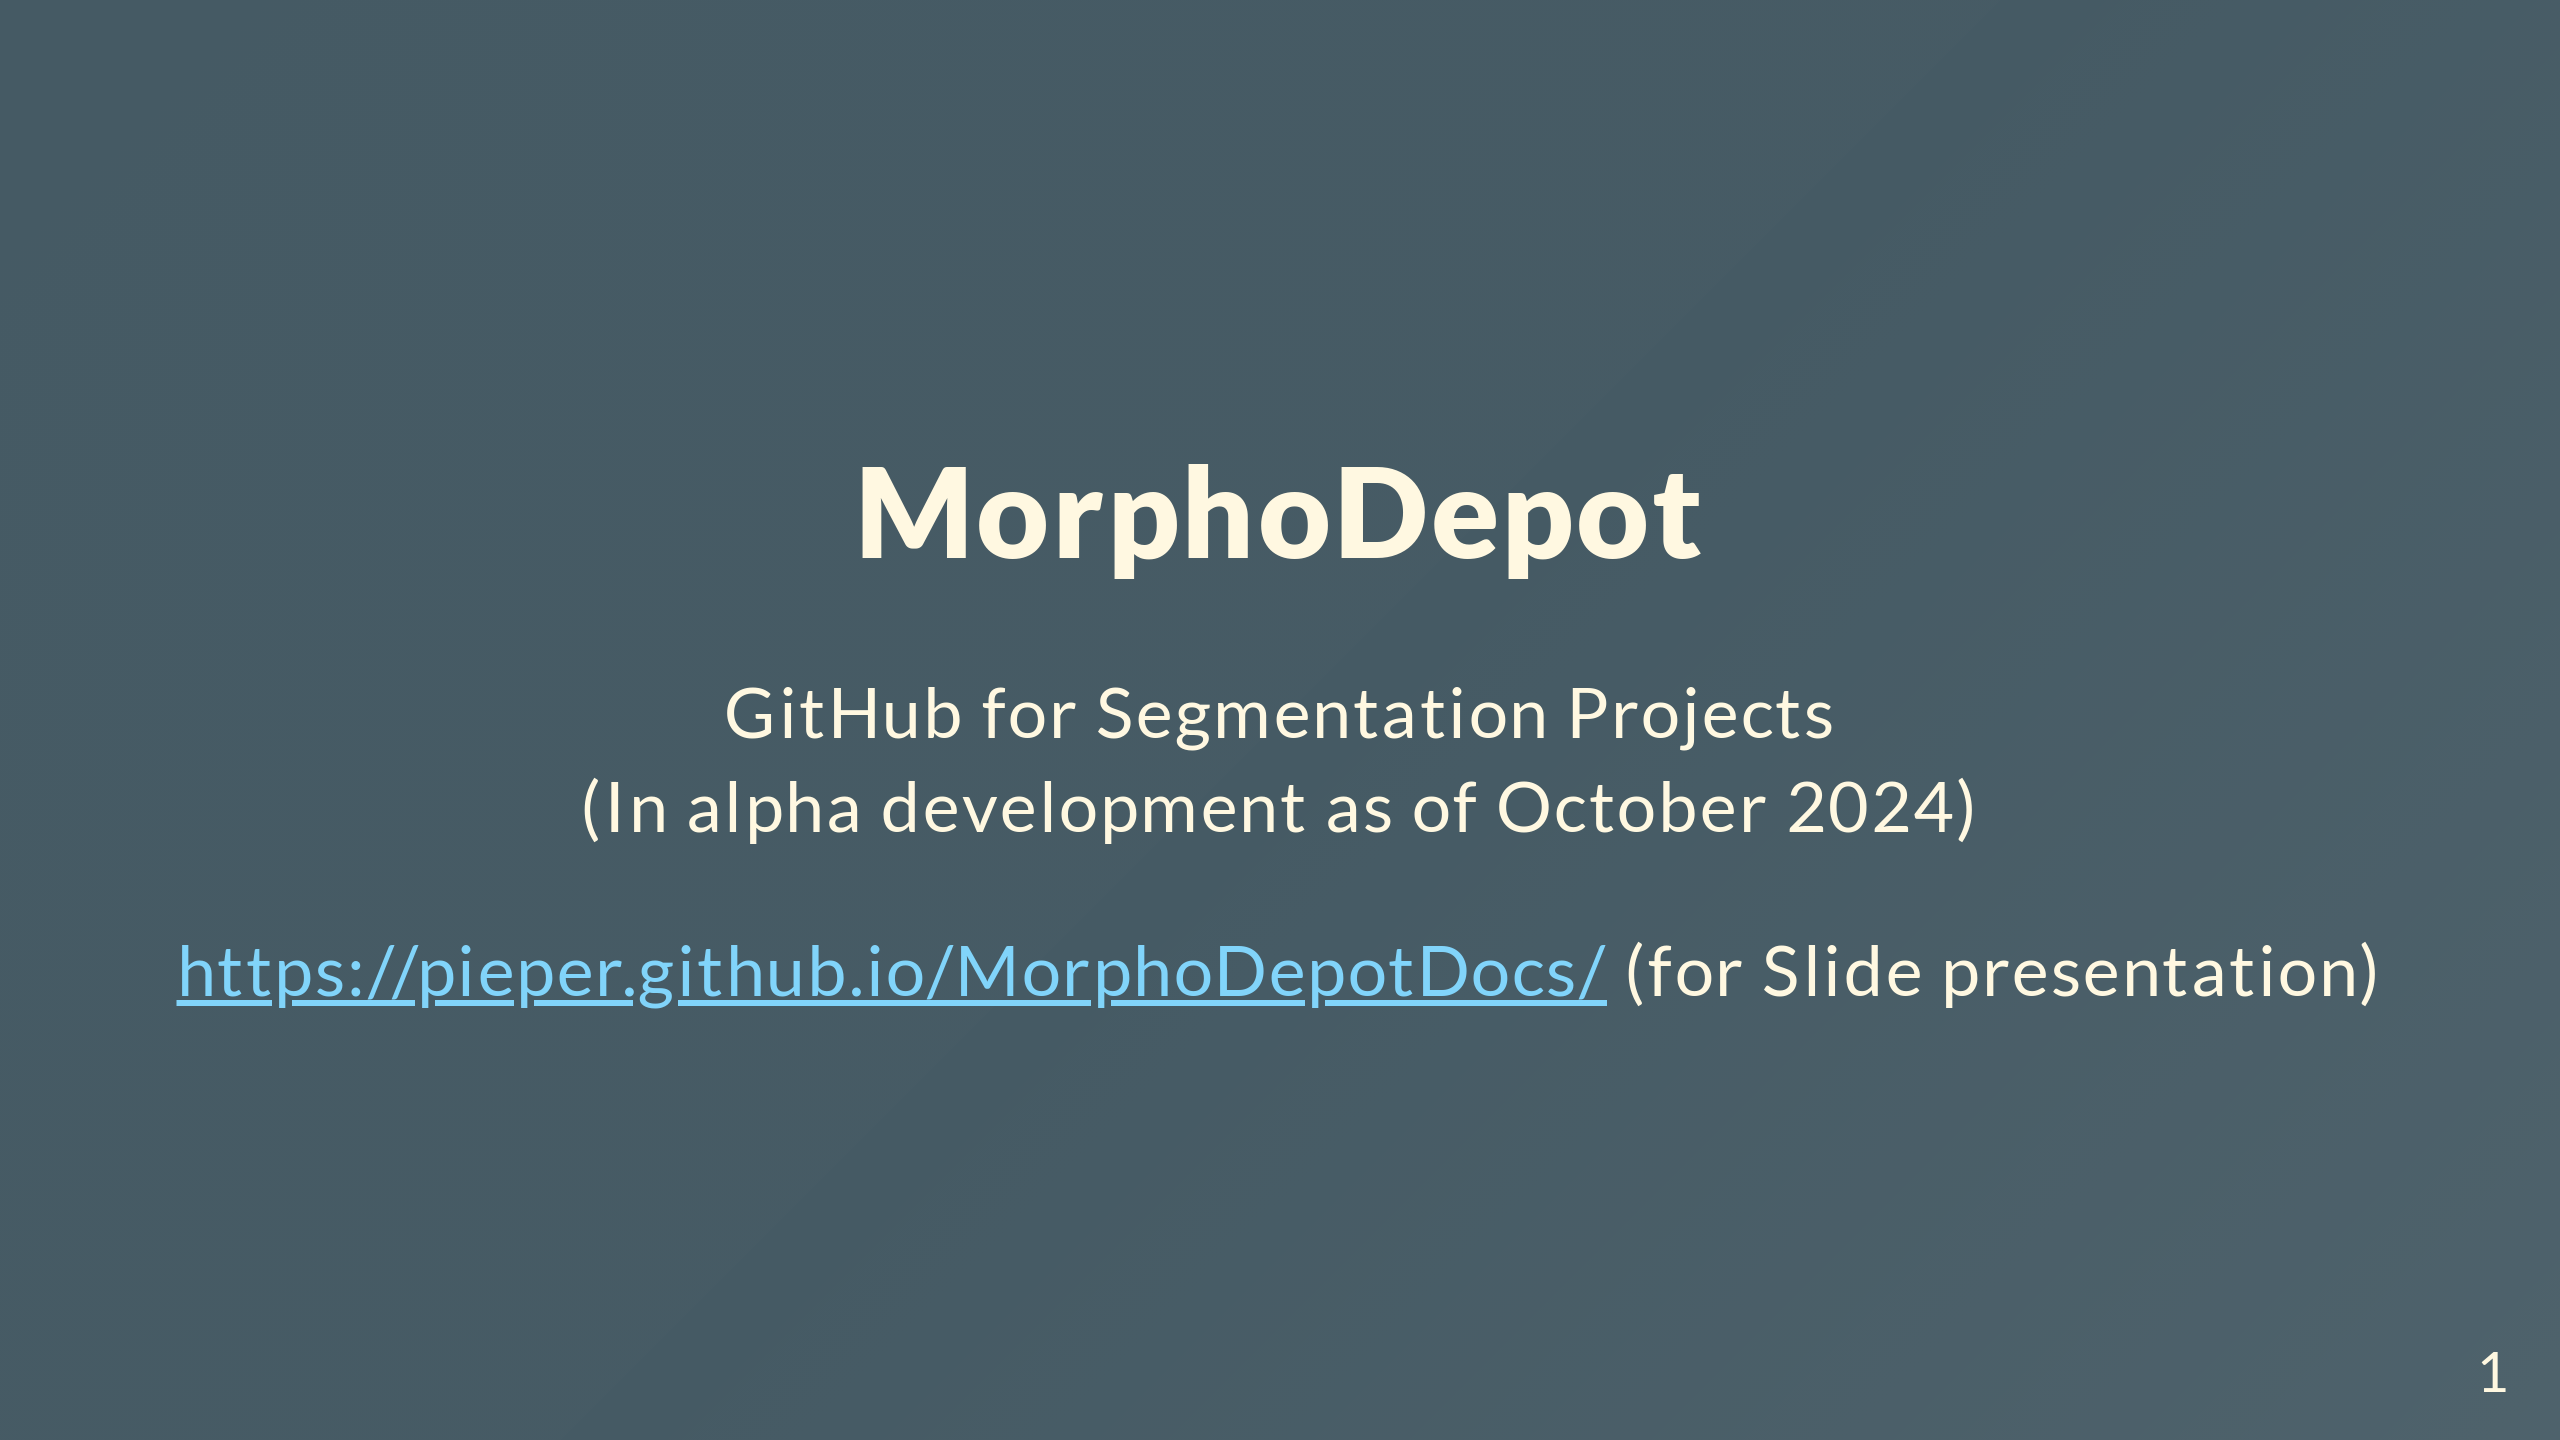 MorphoDepot
GitHub for Segmentation Projects
(In alpha development as of October 2024)
https://pieper.github.io/MorphoDepotDocs/ (for Slide presentation)
1